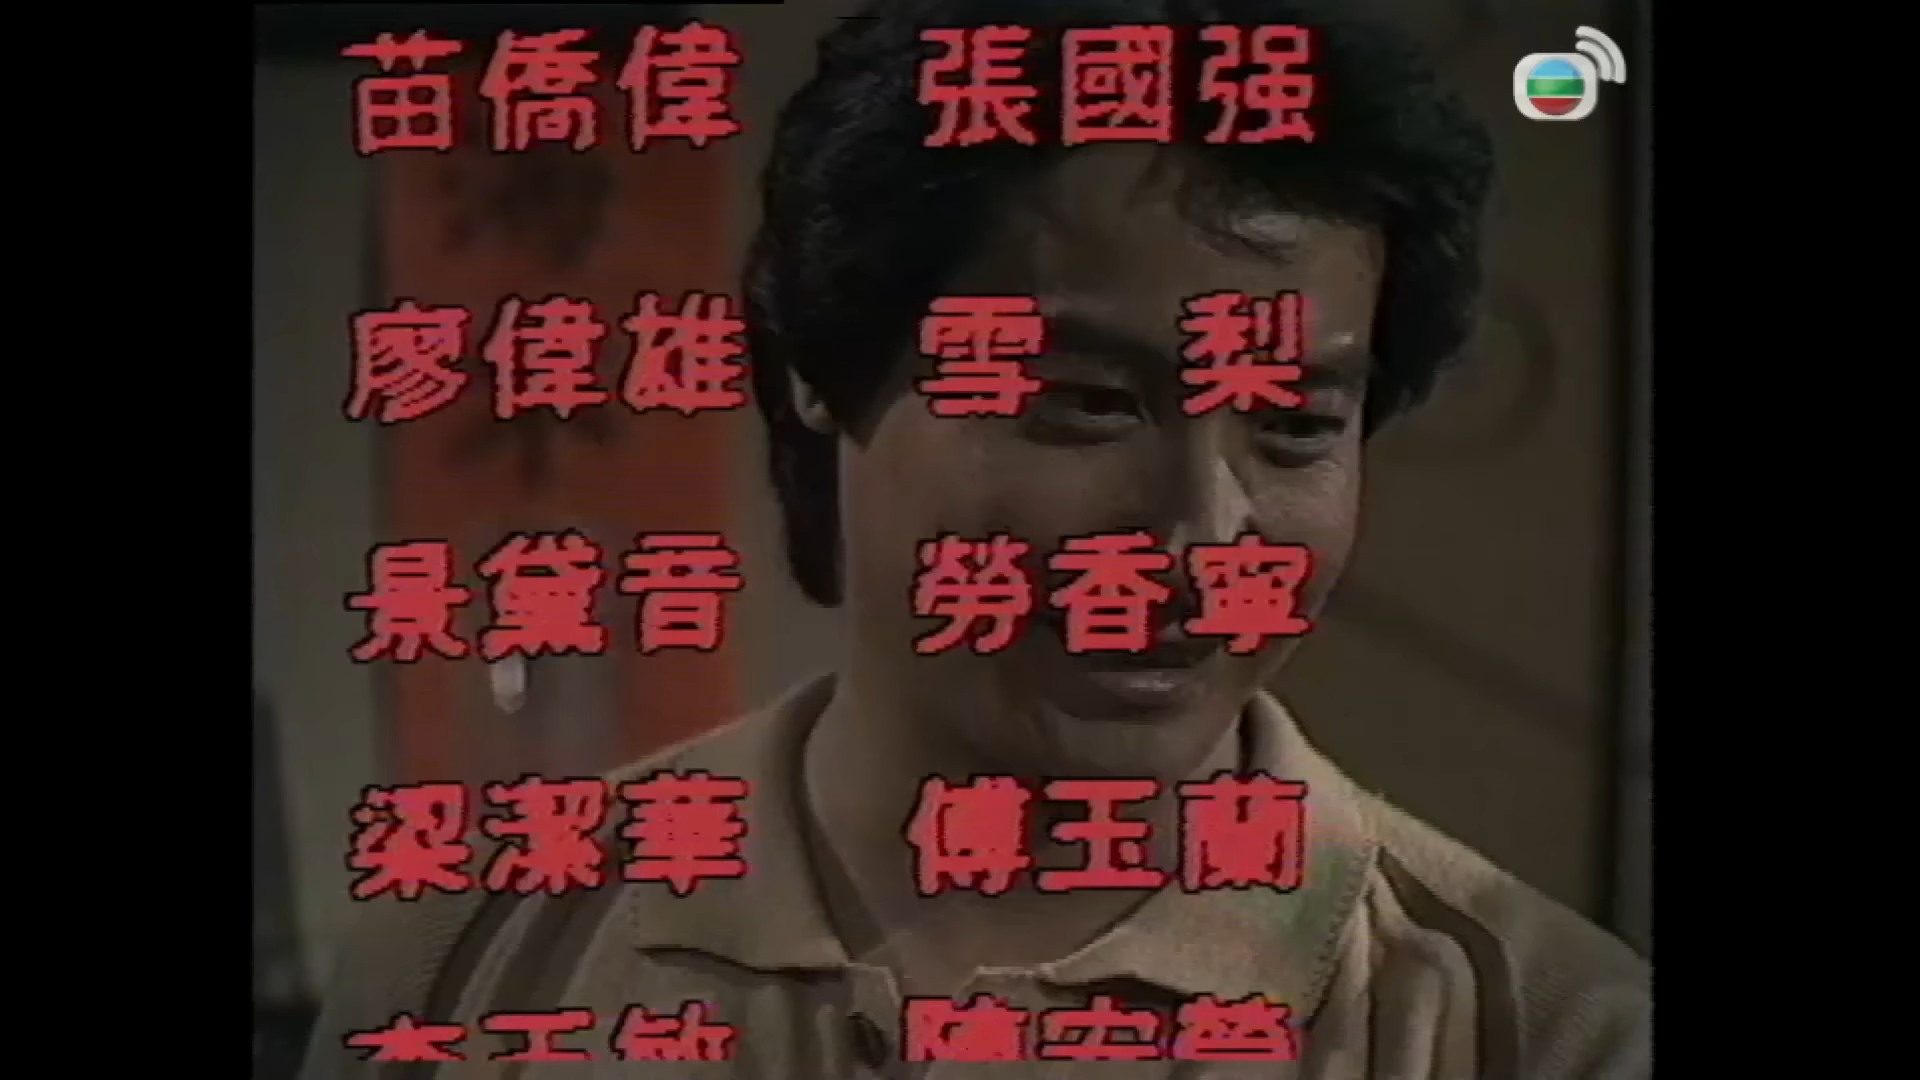 苗僑偉 張國强
廖偉雄 雪梨
景黛音 勞香寧
梁潔華 傅玉蘭